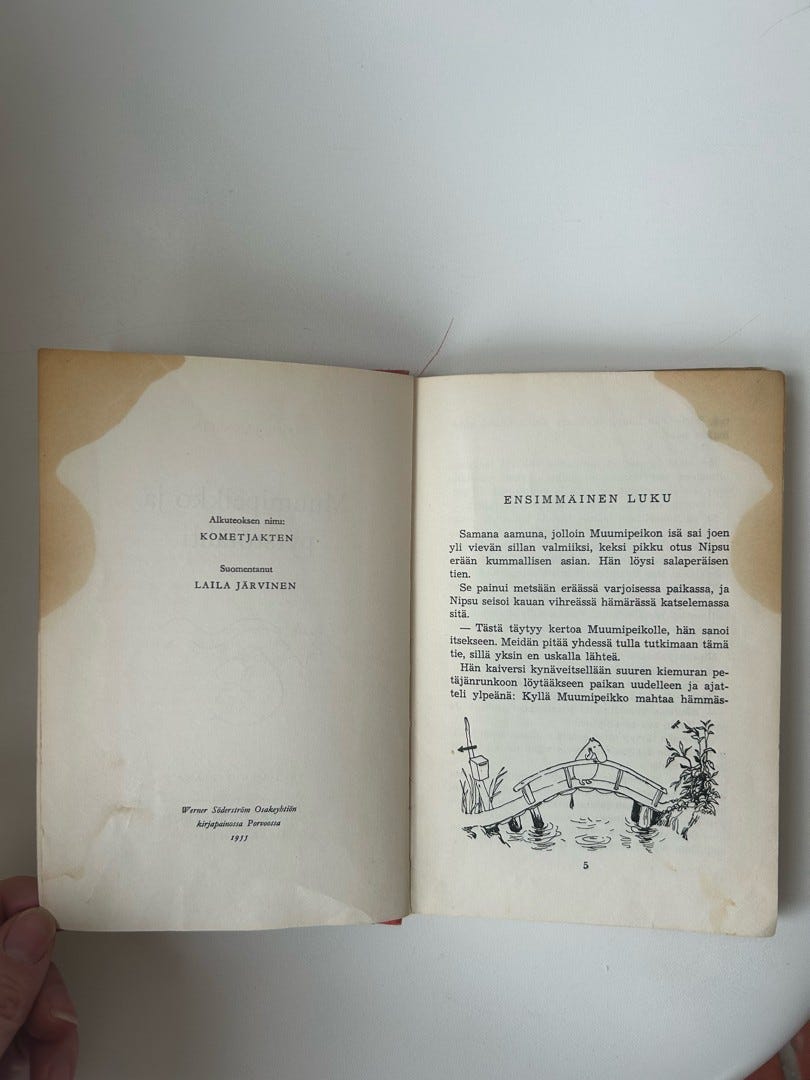 Alkuteoksen nimi:
KOMETJAKTEN
Suomentanut
LAILA JÄRVINEN
Werner Söderström Osakeyhtiön
kirjapainossa Porvoossa
1955
ENSIMMÄINEN LUKU
Samana aamuna, jolloin Muumipeikon isä sai joen
yli vievän sillan valmiiksi, keksi pikku otus Nipsu
erään kummallisen asian. Hän löysi salaperäisen
tien.
Se painui metsään eräässä varjoisessa paikassa, ja
Nipsu seisoi kauan vihreässä hämärässä katselemassa
sitä.
— Tästä täytyy kertoa Muumipeikolle, hän sanoi
itsekseen. Meidän pitää yhdessä tulla tutkimaan tämä
tie, sillä yksin en uskalla lähteä.
Hän kaiversi kynäveitsellään suuren kiemuran pe-
täjänrunkoon löytääkseen paikan uudelleen ja ajat-
teli ylpeänä: Kyllä Muumipeikko mahtaa hämmäs-
5